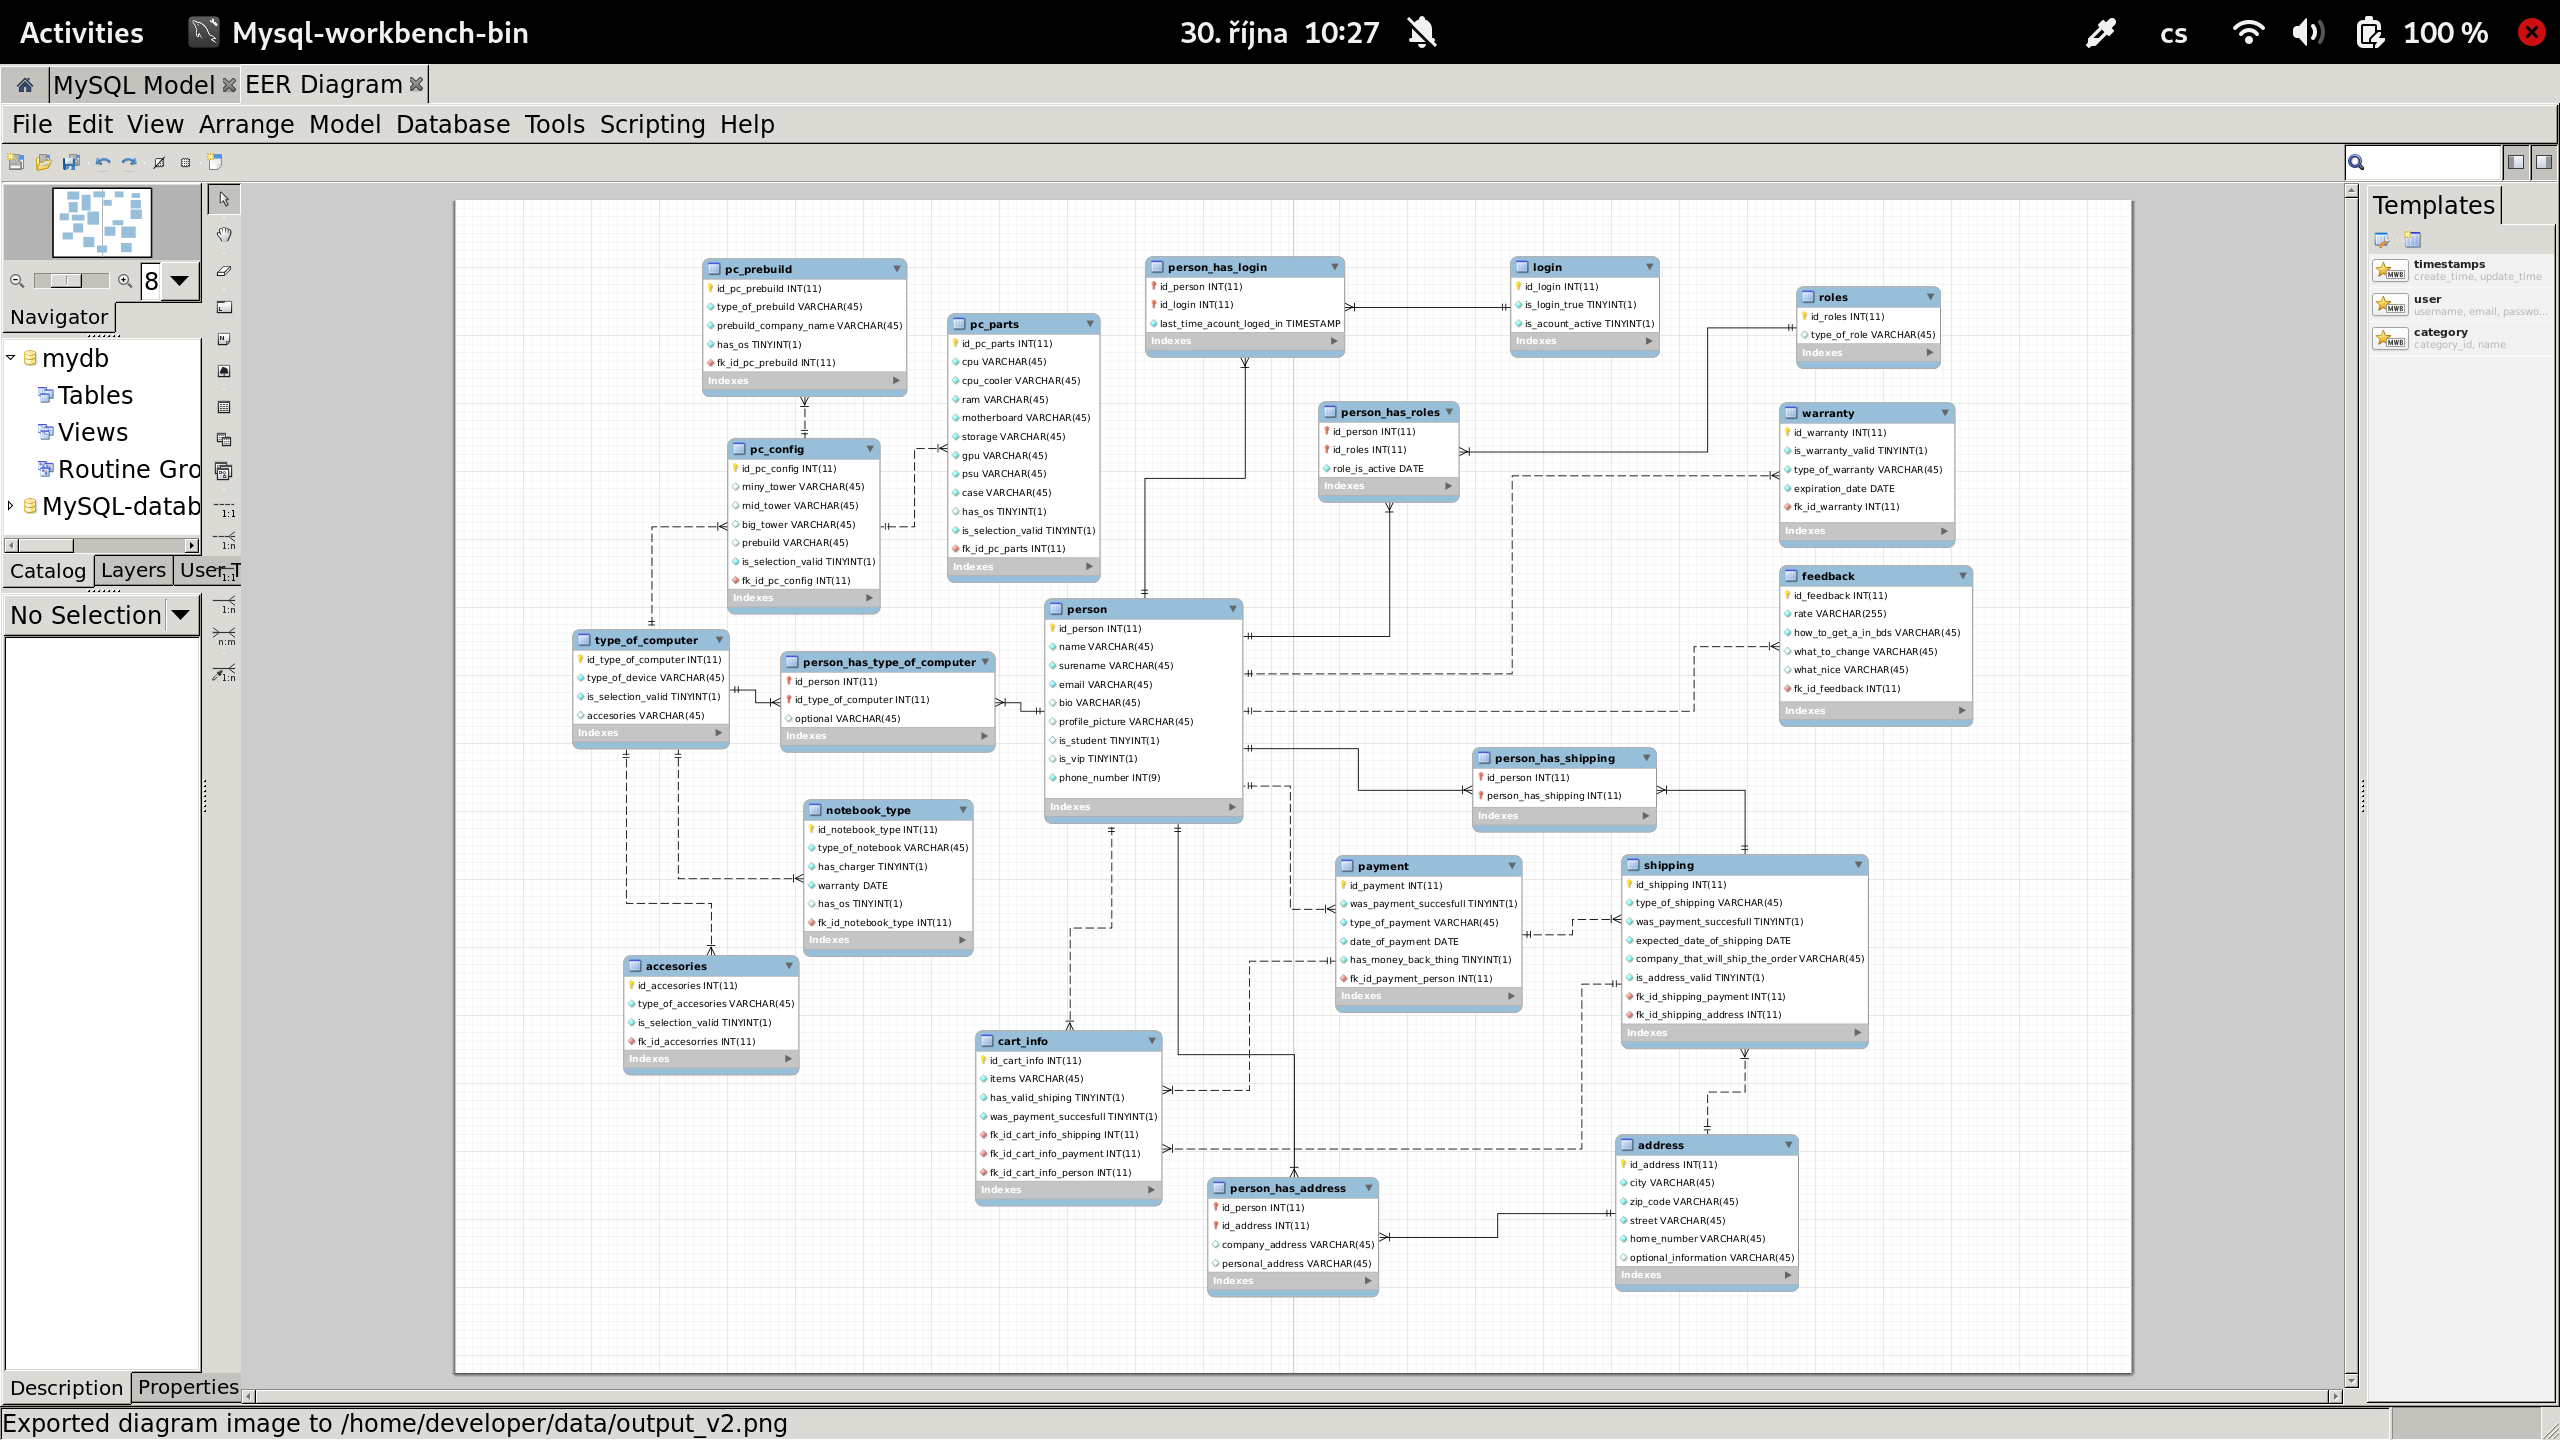 Activities
Mysql-workbench-bin
30. října 10:27
cs
100 %
MySQL Model
EER Diagram
File Edit View Arrange Model Database Tools Scripting Help
8
Navigator
mydb
Tables
Views
Routine Gro
MySQL-datab
Catalog
Layers
User T
No Selection
Description
Properties
1:1
1:n
1:1
1:n
n:m
1:n
pc_prebuild
id_pc_prebuild INT(11)
type_of_prebuild VARCHAR(45)
prebuild_company_name VARCHAR(45)
has_os TINYINT(1)
fk_id_pc_prebuild INT(11)
Indexes
pc_parts
id_pc_parts INT(11)
cpu VARCHAR(45)
cpu_cooler VARCHAR(45)
ram VARCHAR(45)
motherboard VARCHAR(45)
storage VARCHAR(45)
gpu VARCHAR(45)
psu VARCHAR(45)
case VARCHAR(45)
has_os TINYINT(1)
is_selection_valid TINYINT(1)
fk_id_pc_parts INT(11)
Indexes
person_has_login
id_person INT(11)
id_login INT(11)
last_time_acount_loged_in TIMESTAMP
Indexes
login
id_login INT(11)
is_login_true TINYINT(1)
is_acount_active TINYINT(1)
Indexes
roles
id_roles INT(11)
type_of_role VARCHAR(45)
Indexes
pc_config
id_pc_config INT(11)
miny_tower VARCHAR(45)
mid_tower VARCHAR(45)
big_tower VARCHAR(45)
prebuild VARCHAR(45)
is_selection_valid TINYINT(1)
fk_id_pc_config INT(11)
Indexes
person_has_roles
id_person INT(11)
id_roles INT(11)
role_is_active DATE
Indexes
warranty
id_warranty INT(11)
is_warranty_valid TINYINT(1)
type_of_warranty VARCHAR(45)
expiration_date DATE
fk_id_warranty INT(11)
Indexes
feedback
id_feedback INT(11)
rate VARCHAR(255)
how_to_get_a_in_bds VARCHAR(45)
what_to_change VARCHAR(45)
what_nice VARCHAR(45)
fk_id_feedback INT(11)
Indexes
type_of_computer
id_type_of_computer INT(11)
type_of_device VARCHAR(45)
is_selection_valid TINYINT(1)
accesories VARCHAR(45)
Indexes
person_has_type_of_computer
id_person INT(11)
id_type_of_computer INT(11)
optional VARCHAR(45)
Indexes
person
id_person INT(11)
name VARCHAR(45)
surename VARCHAR(45)
email VARCHAR(45)
bio VARCHAR(45)
profile_picture VARCHAR(45)
is_student TINYINT(1)
is_vip TINYINT(1)
phone_number INT(9)
Indexes
person_has_shipping
id_person INT(11)
person_has_shipping INT(11)
Indexes
notebook_type
id_notebook_type INT(11)
type_of_notebook VARCHAR(45)
has_charger TINYINT(1)
warranty DATE
has_os TINYINT(1)
fk_id_notebook_type INT(11)
Indexes
payment
id_payment INT(11)
was_payment_succesfull TINYINT(1)
type_of_payment VARCHAR(45)
date_of_payment DATE
has_money_back_thing TINYINT(1)
fk_id_payment_person INT(11)
Indexes
shipping
id_shipping INT(11)
type_of_shipping VARCHAR(45)
was_payment_succesfull TINYINT(1)
expected_date_of_shipping DATE
company_that_will_ship_the_order VARCHAR(45)
is_address_valid TINYINT(1)
fk_id_shipping_payment INT(11)
fk_id_shipping_address INT(11)
Indexes
accesories
id_accesories INT(11)
type_of_accesories VARCHAR(45)
is_selection_valid TINYINT(1)
fk_id_accesorries INT(11)
Indexes
cart_info
id_cart_info INT(11)
items VARCHAR(45)
has_valid_shiping TINYINT(1)
was_payment_succesfull TINYINT(1)
fk_id_cart_info_shipping INT(11)
fk_id_cart_info_payment INT(11)
fk_id_cart_info_person INT(11)
Indexes
person_has_address
id_person INT(11)
id_address INT(11)
company_address VARCHAR(45)
personal_address VARCHAR(45)
Indexes
address
id_address INT(11)
city VARCHAR(45)
zip_code VARCHAR(45)
street VARCHAR(45)
home_number VARCHAR(45)
optional_information VARCHAR(45)
Indexes
Templates
MWB
timestamps
create_time, update_time
MWB
user
username, email, passwo...
MWB
category
category_id, name
Exported diagram image to /home/developer/data/output_v2.png